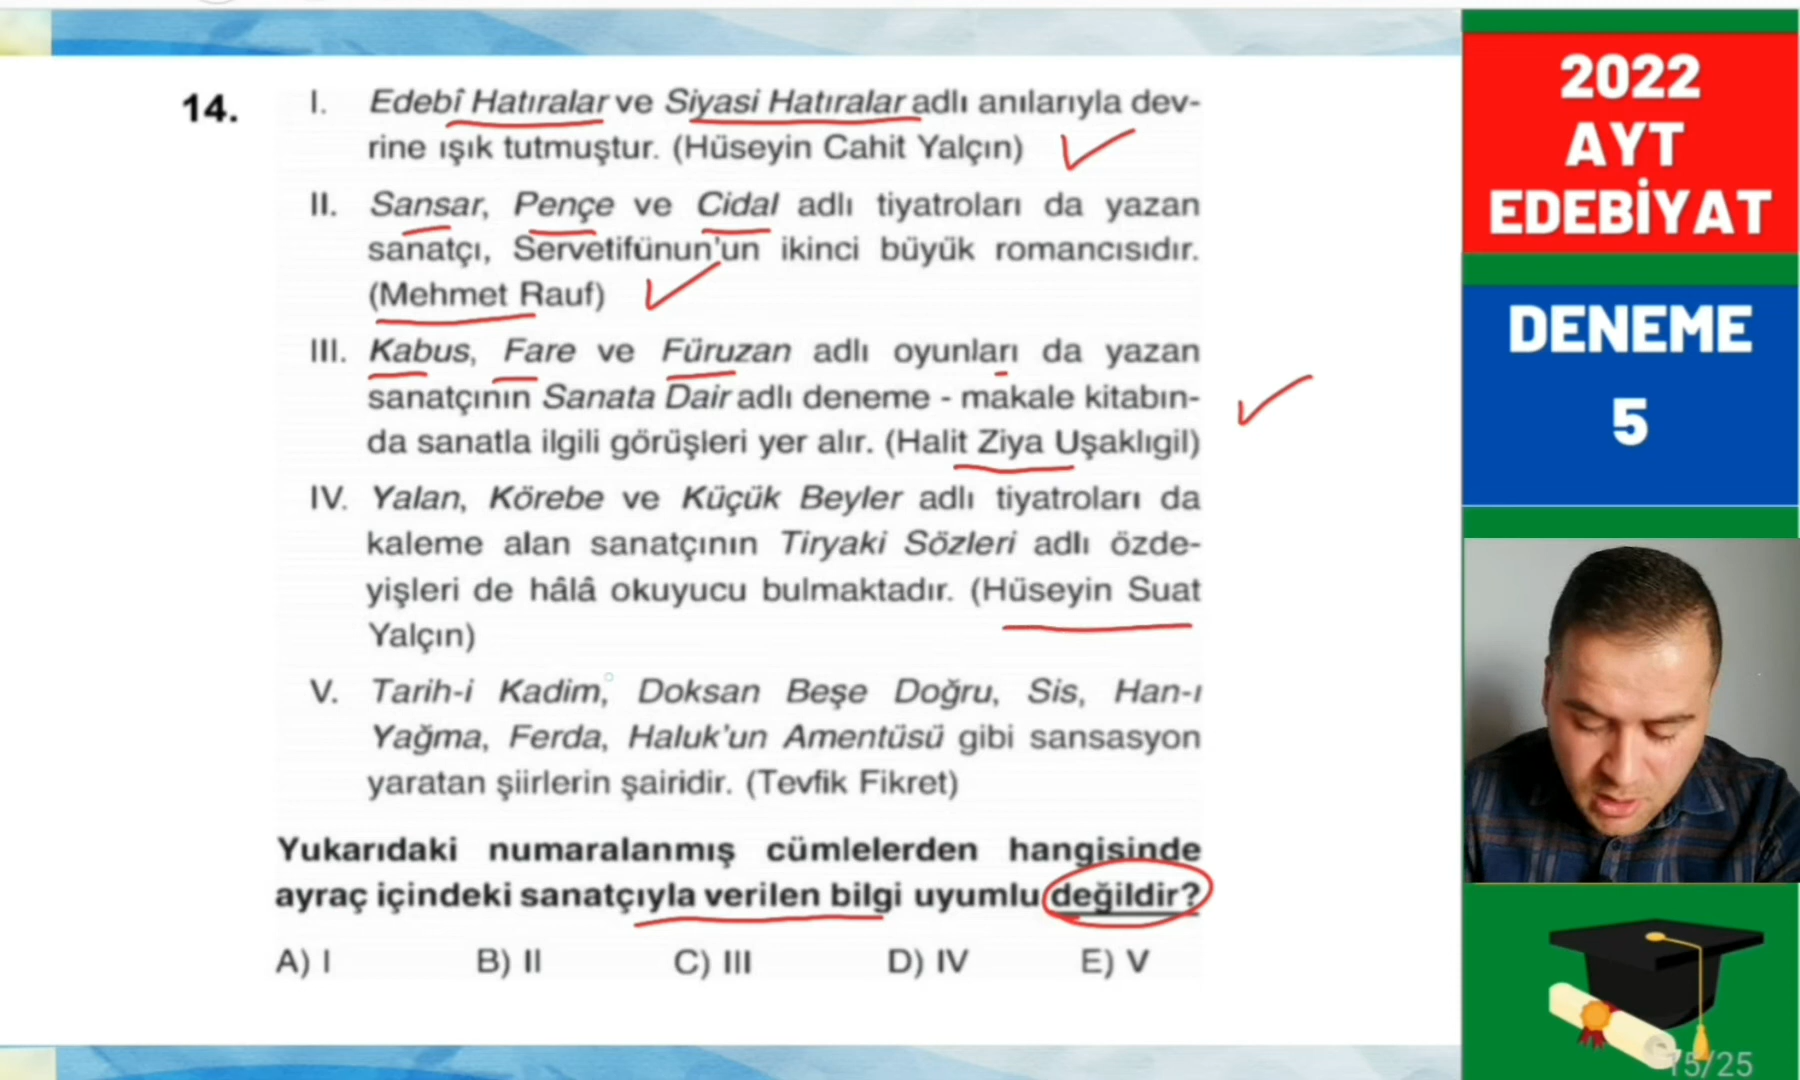 14.
I. Edebî Hatıralar ve Siyasi Hatıralar adlı anılarıyla dev-
rine ışık tutmuştur. (Hüseyin Cahit Yalçın)
II. Sansar, Pençe ve Cidal adlı tiyatroları da yazan
sanatçı, Servetifünun'un ikinci büyük romancısıdır.
(Mehmet Rauf)
III. Kabus, Fare ve Füruzan adlı oyunları da yazan
sanatçının Sanata Dair adlı deneme - makale kitabın-
da sanatla ilgili görüşleri yer alır. (Halit Ziya Uşaklıgil)
IV. Yalan, Körebe ve Küçük Beyler adlı tiyatroları da
kaleme alan sanatçının Tiryaki Sözleri adlı özde-
yişleri de hâlâ okuyucu bulmaktadır. (Hüseyin Suat
Yalçın)
V. Tarih-i Kadim, Doksan Beşe Doğru, Sis, Han-ı
Yağma, Ferda, Haluk'un Amentüsü gibi sansasyon
yaratan şiirlerin şairidir. (Tevfik Fikret)
Yukarıdaki numaralanmış cümlelerden hangisinde
ayraç içindeki sanatçıyla verilen bilgi uyumlu değildir?
A) I B) II C) III D) IV E) V
2022
AYT
EDEBİYAT
DENEME
5
15/25